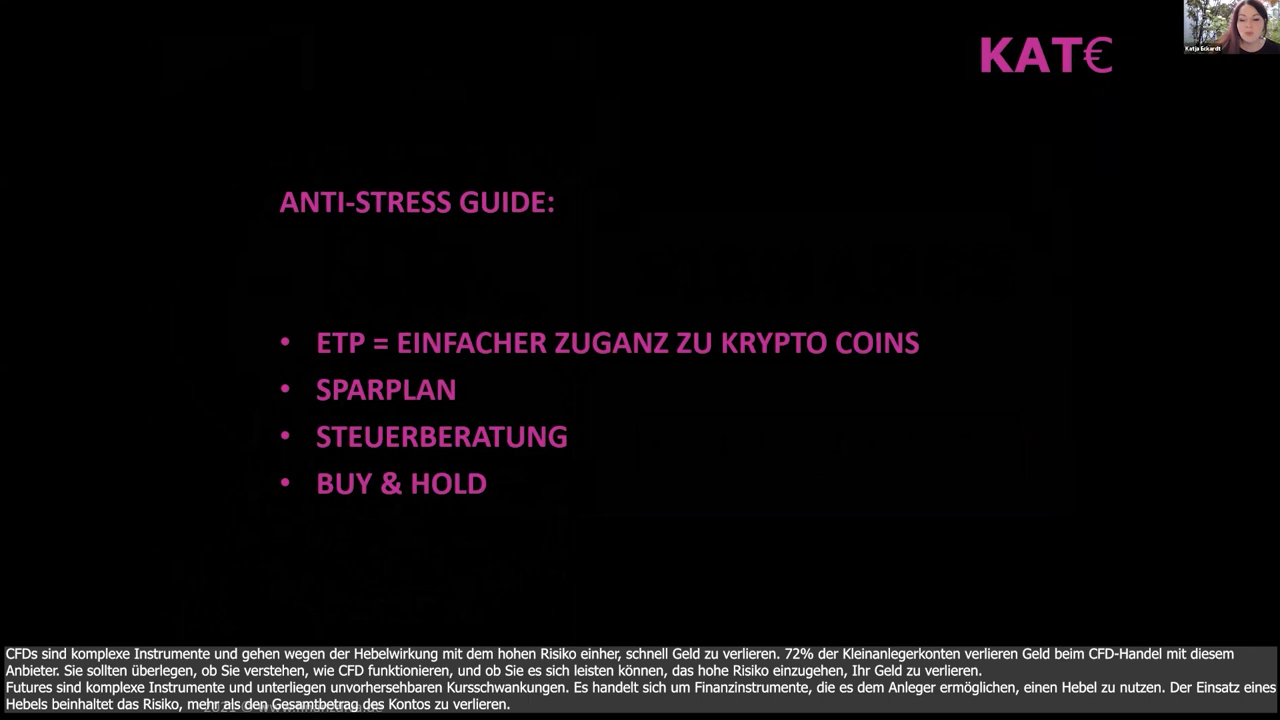 KAT€
Katja Eckardt
ANTI-STRESS GUIDE:
• ETP = EINFACHER ZUGANZ ZU KRYPTO COINS
• SPARPLAN
• STEUERBERATUNG
• BUY & HOLD
CFDs sind komplexe Instrumente und gehen wegen der Hebelwirkung mit dem hohen Risiko einher, schnell Geld zu verlieren. 72% der Kleinanlegerkonten verlieren Geld beim CFD-Handel mit diesem
Anbieter. Sie sollten überlegen, ob Sie verstehen, wie CFD funktionieren, und ob Sie es sich leisten können, das hohe Risiko einzugehen, Ihr Geld zu verlieren.
Futures sind komplexe Instrumente und unterliegen unvorhersehbaren Kursschwankungen. Es handelt sich um Finanzinstrumente, die es dem Anleger ermöglichen, einen Hebel zu nutzen. Der Einsatz eines
Hebels beinhaltet das Risiko, mehr als den Gesamtbetrag des Kontos zu verlieren.